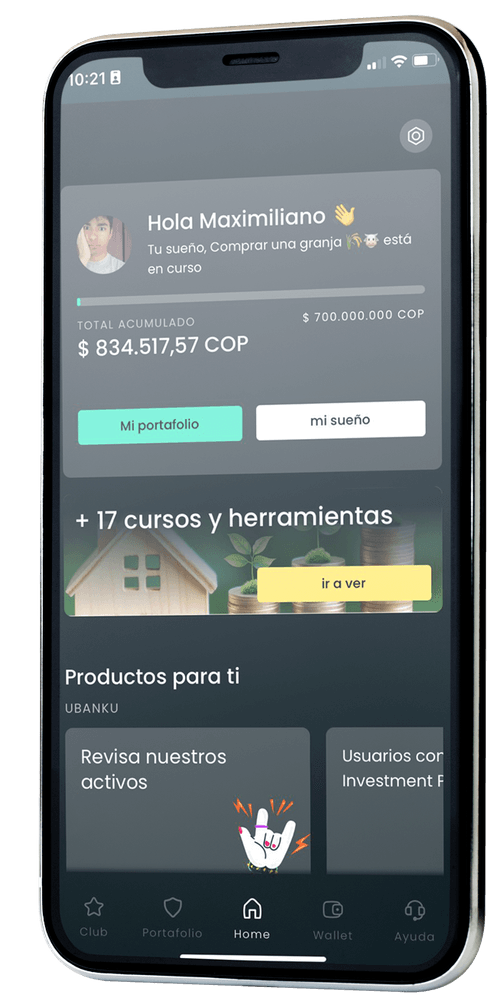 10:21
Hola Maximiliano 👋
Tu sueño, Comprar una granja 🌾🐮 está
en curso
TOTAL ACUMULADO
$ 700.000.000 COP
$ 834.517,57 COP
Mi portafolio
mi sueño
+ 17 cursos y herramientas
ir a ver
Productos para ti
UBANKU
Revisa nuestros
activos
Usuarios con
Investment
Club
Portafolio
Home
Wallet
Ayuda